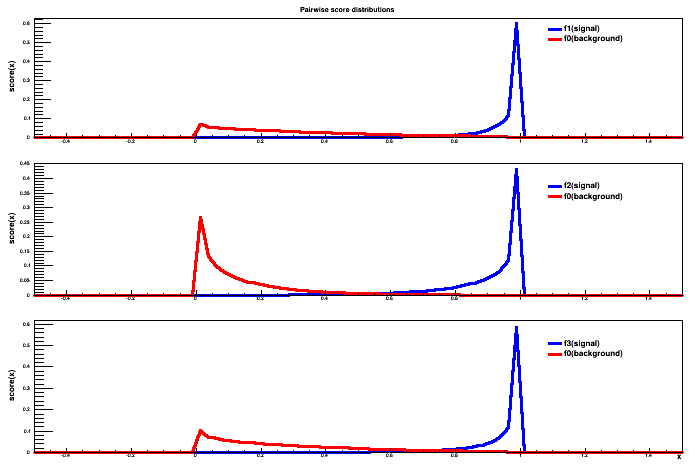 Pairwise score distributions
score(x)
0.6
0.5
0.4
0.3
0.2
0.1
0
-0.4 -0.2 0 0.2 0.4 0.6 0.8 1 1.2 1.4
f1(signal)
f0(background)
score(x)
0.45
0.4
0.35
0.3
0.25
0.2
0.15
0.1
0.05
0
-0.4 -0.2 0 0.2 0.4 0.6 0.8 1 1.2 1.4
f2(signal)
f0(background)
score(x)
0.6
0.5
0.4
0.3
0.2
0.1
0
-0.4 -0.2 0 0.2 0.4 0.6 0.8 1 1.2 1.4
f3(signal)
f0(background)
x